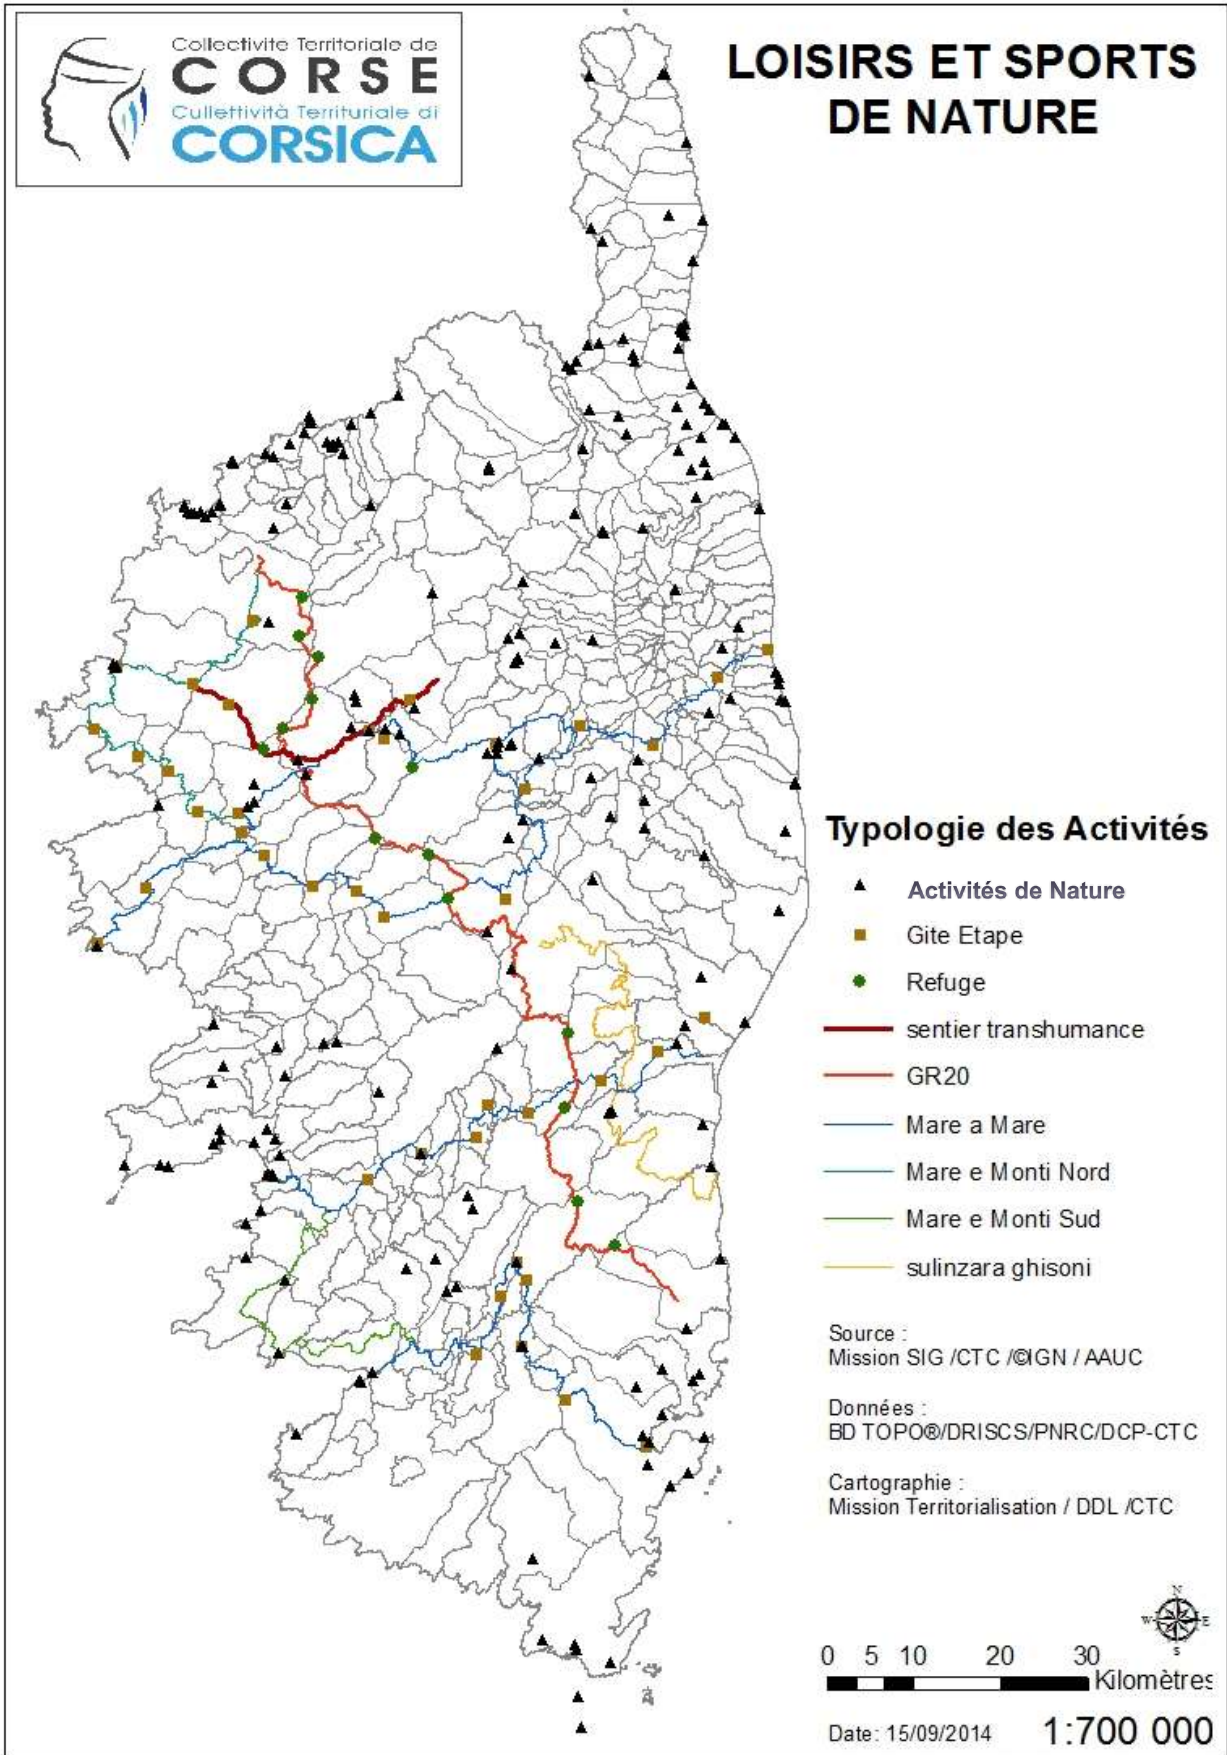 Collectivite Territoriale de
CORSE
Cullettività Territuriale di
CORSICA
LOISIRS ET SPORTS
DE NATURE
Typologie des Activités
Activités de Nature
Gite Etape
Refuge
sentier transhumance
GR20
Mare a Mare
Mare e Monti Nord
Mare e Monti Sud
sulinzara ghisoni
Source :
Mission SIG /CTC /©IGN / AAUC
Données :
BD TOPO®/DRISCS/PNRC/DCP-CTC
Cartographie :
Mission Territorialisation / DDL /CTC
N
W E
S
0 5 10 20 30
Kilomètres
Date: 15/09/2014 1:700 000